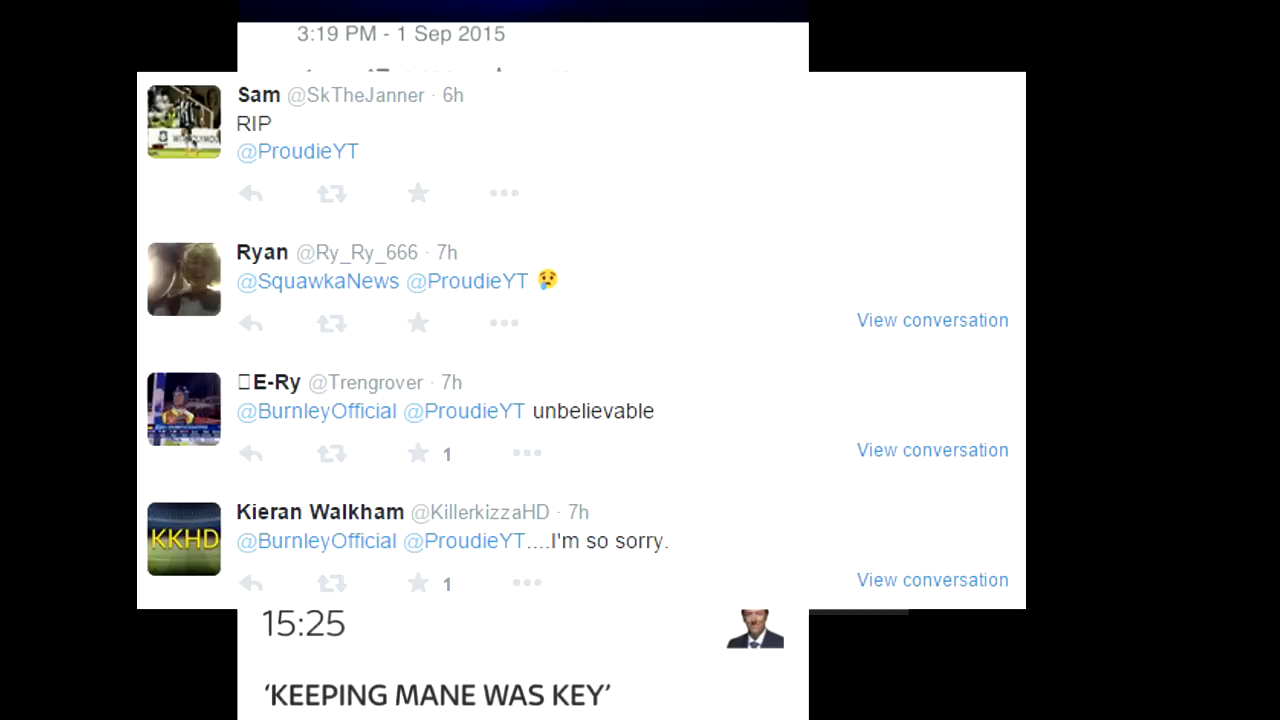 3:19 PM - 1 Sep 2015
Sam @SkTheJanner · 6h
RIP
@ProudieYT
Ryan @Ry_Ry_666 · 7h
@SquawkaNews @ProudieYT 😢
View conversation
E-Ry @Trengrover · 7h
@BurnleyOfficial @ProudieYT unbelievable
1
View conversation
Kieran Walkham @KillerkizzaHD · 7h
KKHD
@BurnleyOfficial @ProudieYT....I'm so sorry.
1
View conversation
15:25
‘KEEPING MANE WAS KEY’